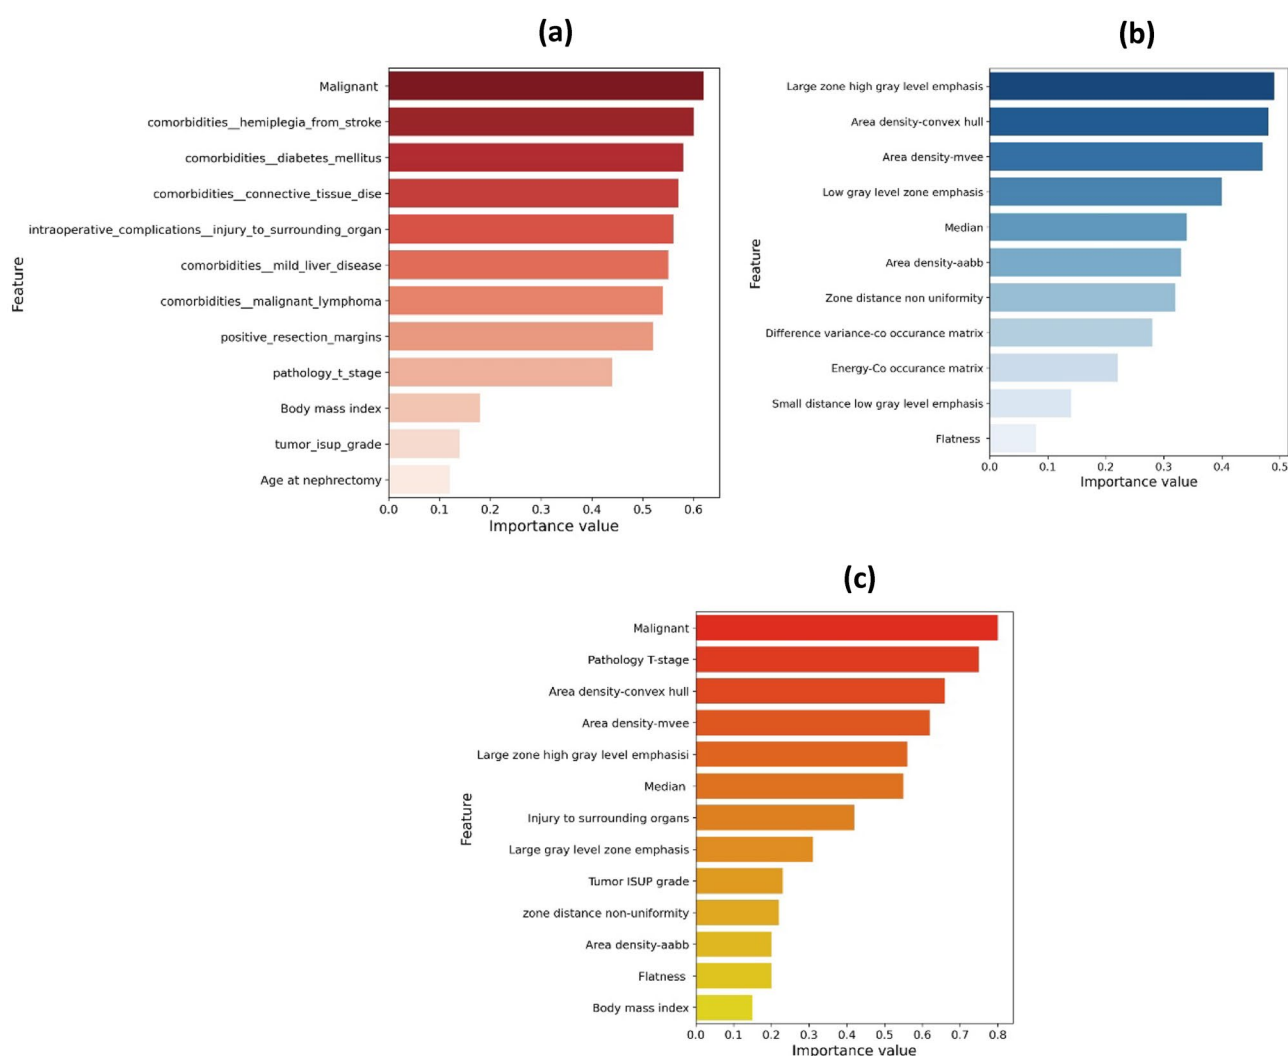 (a)
Malignant
comorbidities__hemiplegia_from_stroke
comorbidities__diabetes_mellitus
comorbidities__connective_tissue_dise
intraoperative_complications__injury_to_surrounding_organ
comorbidities__mild_liver_disease
comorbidities__malignant_lymphoma
positive_resection_margins
pathology_t_stage
Body mass index
tumor_isup_grade
Age at nephrectomy
Feature
0.0 0.1 0.2 0.3 0.4 0.5 0.6
Importance value
(b)
Large zone high gray level emphasis
Area density-convex hull
Area density-mvee
Low gray level zone emphasis
Median
Area density-aabb
Zone distance non uniformity
Difference variance-co occurance matrix
Energy-Co occurance matrix
Small distance low gray level emphasis
Flatness
Feature
0.0 0.1 0.2 0.3 0.4 0.5
Importance value
(c)
Malignant
Pathology T-stage
Area density-convex hull
Area density-mvee
Large zone high gray level emphasisi
Median
Injury to surrounding organs
Large gray level zone emphasis
Tumor ISUP grade
zone distance non-uniformity
Area density-aabb
Flatness
Body mass index
Feature
0.0 0.1 0.2 0.3 0.4 0.5 0.6 0.7 0.8
Importance value